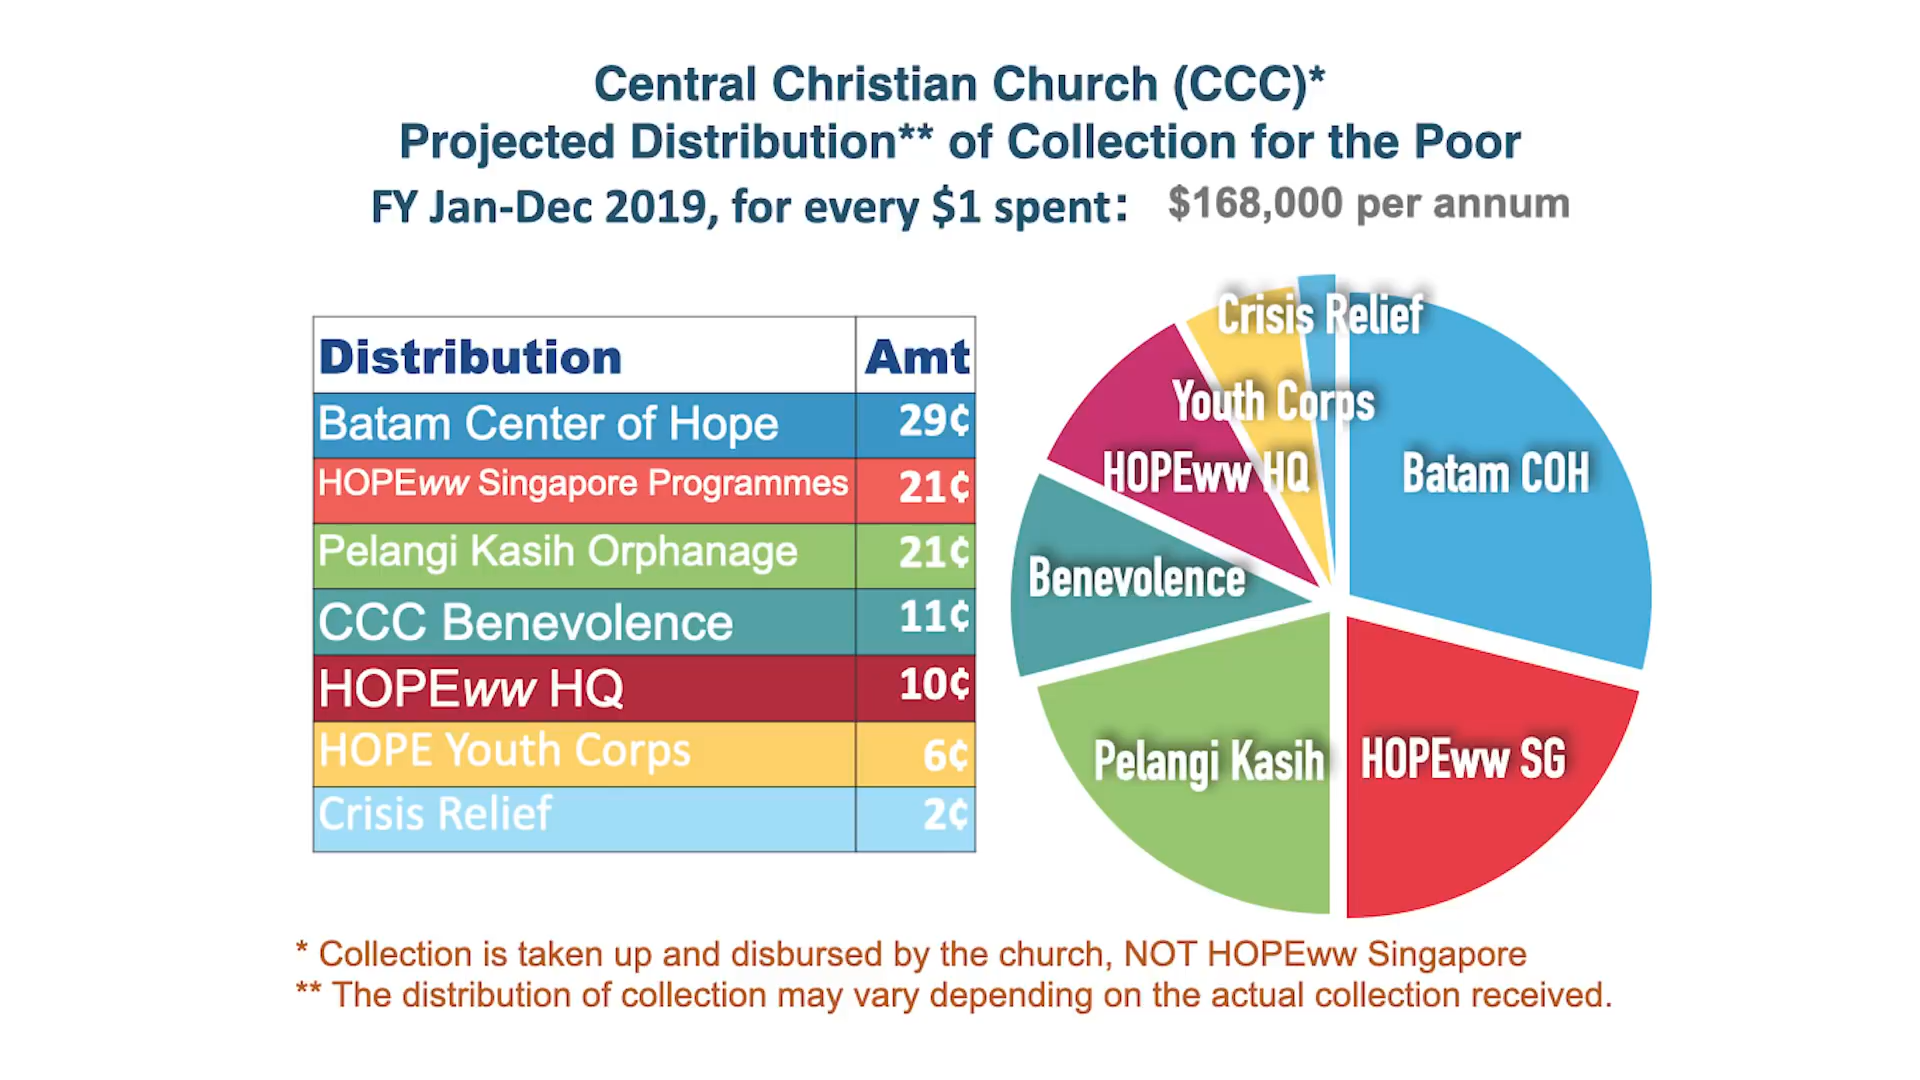 Central Christian Church (CCC)*
Projected Distribution** of Collection for the Poor
FY Jan-Dec 2019, for every $1 spent: $168,000 per annum
Distribution Amt
Batam Center of Hope 29¢
HOPEww Singapore Programmes 21¢
Pelangi Kasih Orphanage 21¢
CCC Benevolence 11¢
HOPEww HQ 10¢
HOPE Youth Corps 6¢
Crisis Relief 2¢
Crisis Relief
Youth Corps
HOPEww HQ
Batam COH
Benevolence
Pelangi Kasih
HOPEww SG
* Collection is taken up and disbursed by the church, NOT HOPEww Singapore
** The distribution of collection may vary depending on the actual collection received.